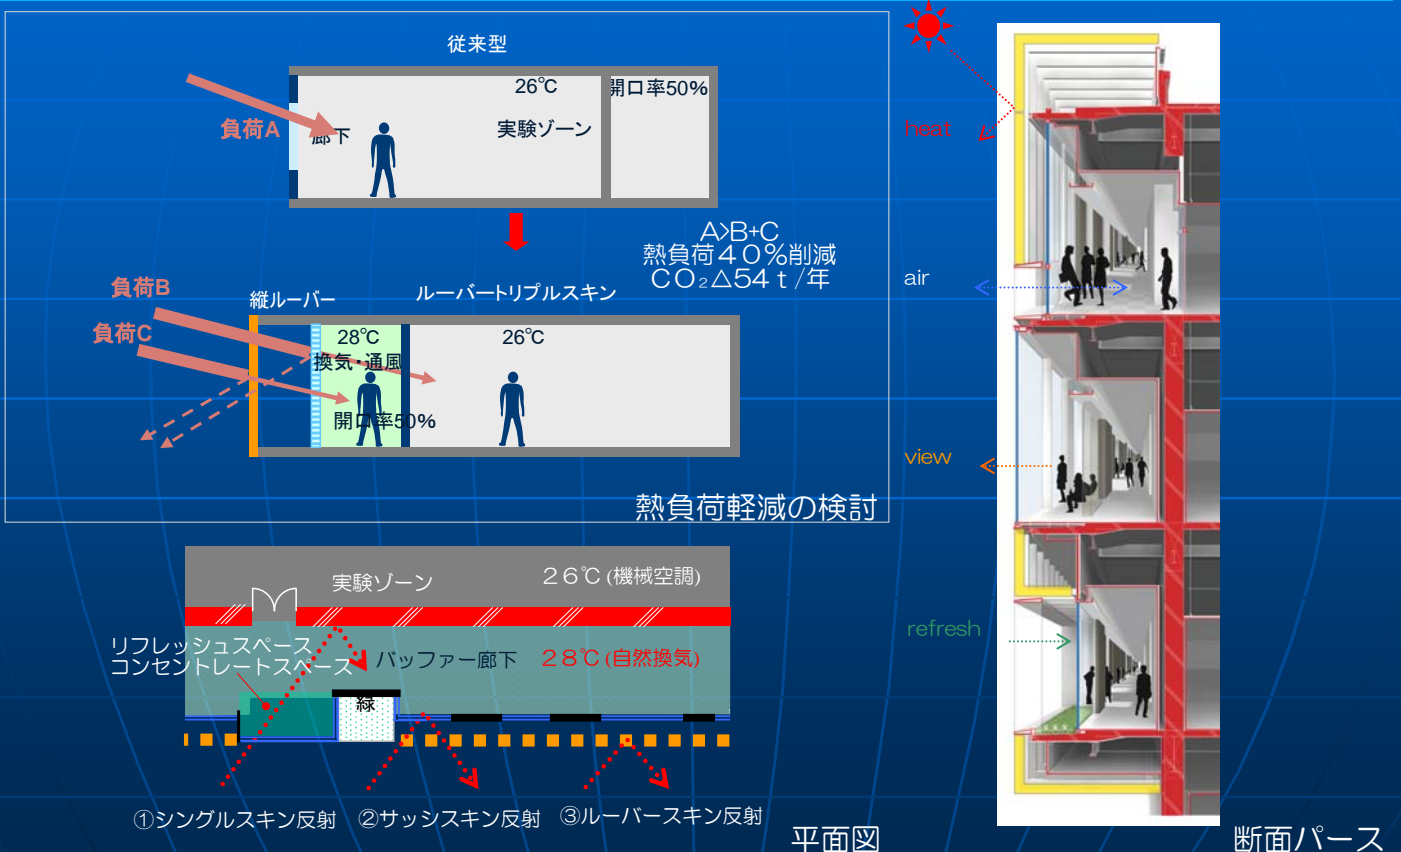 従来型
26℃
開口率50%
負荷A
廊下
実験ゾーン
A>B+C
熱負荷４０%削減
CO₂△54ｔ/年
負荷B
縦ルーバー
ルーバートリプルスキン
負荷C
28℃
26℃
換気・通風
開口率50%
熱負荷軽減の検討
実験ゾーン
２６℃(機械空調)
リフレッシュスペース
コンセントレートスペース
バッファー廊下
２８℃(自然換気)
緑
①シングルスキン反射
②サッシスキン反射
③ルーバースキン反射
平面図
heat
air
view
refresh
断面パース